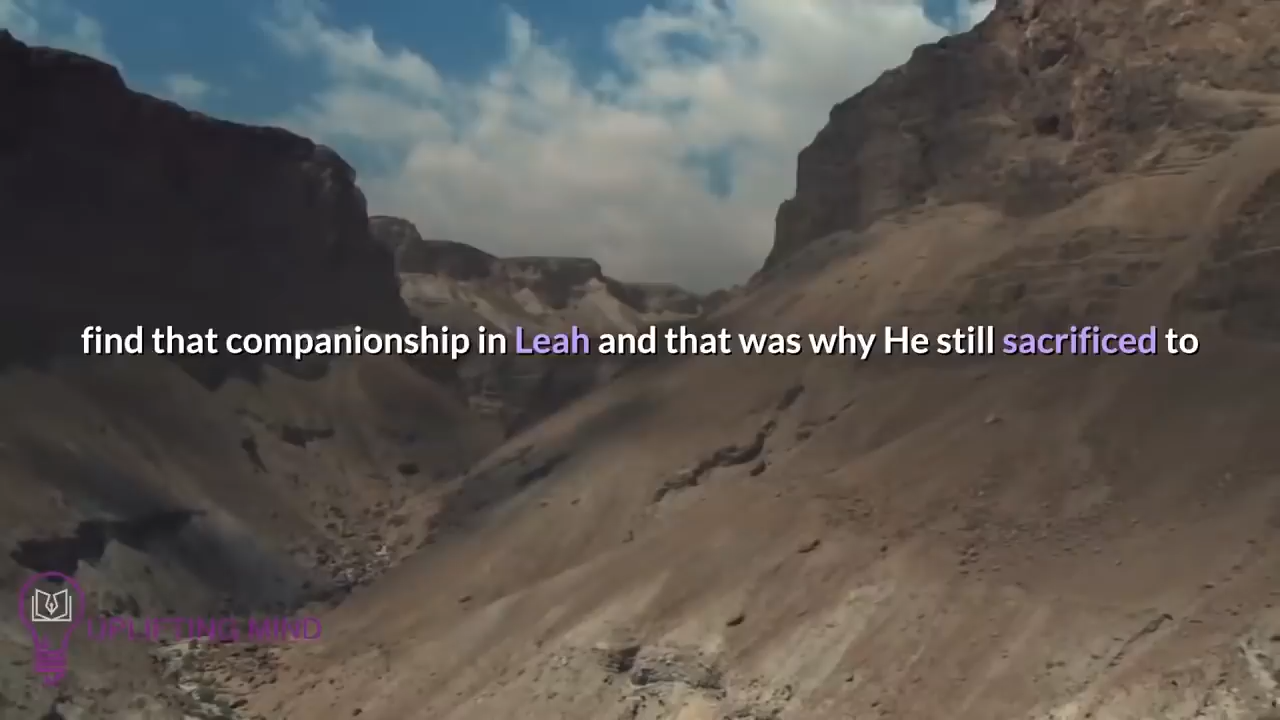 find that companionship in Leah and that was why He still sacrificed to
UPLIFTING MIND